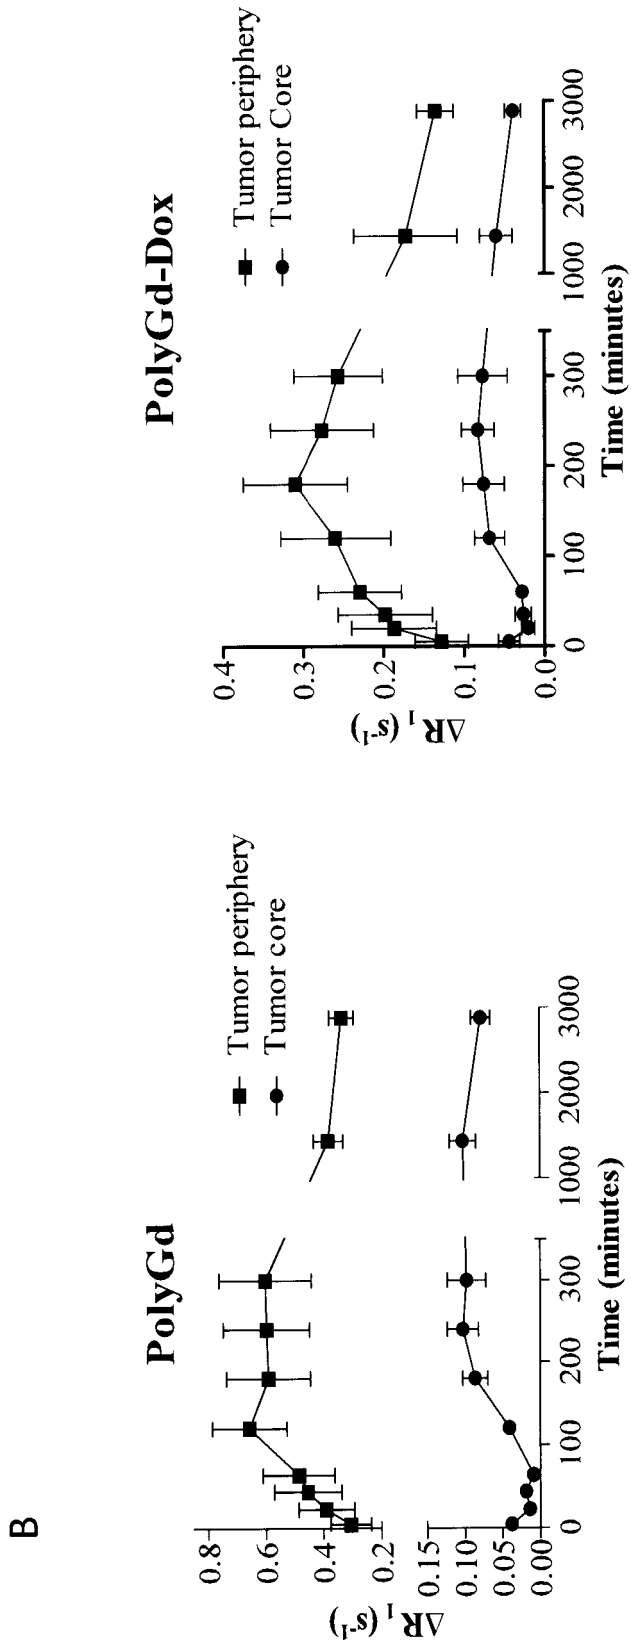 B
PolyGd
Tumor periphery
Tumor core
0.8
0.6
0.4
0.2
0.15
0.10
0.05
0.00
ΔR1 (s-1)
0
100
200
300
1000
2000
3000
Time (minutes)
PolyGd-Dox
Tumor periphery
Tumor Core
0.4
0.3
0.2
0.1
0.0
ΔR1 (s-1)
0
100
200
300
1000
2000
3000
Time (minutes)